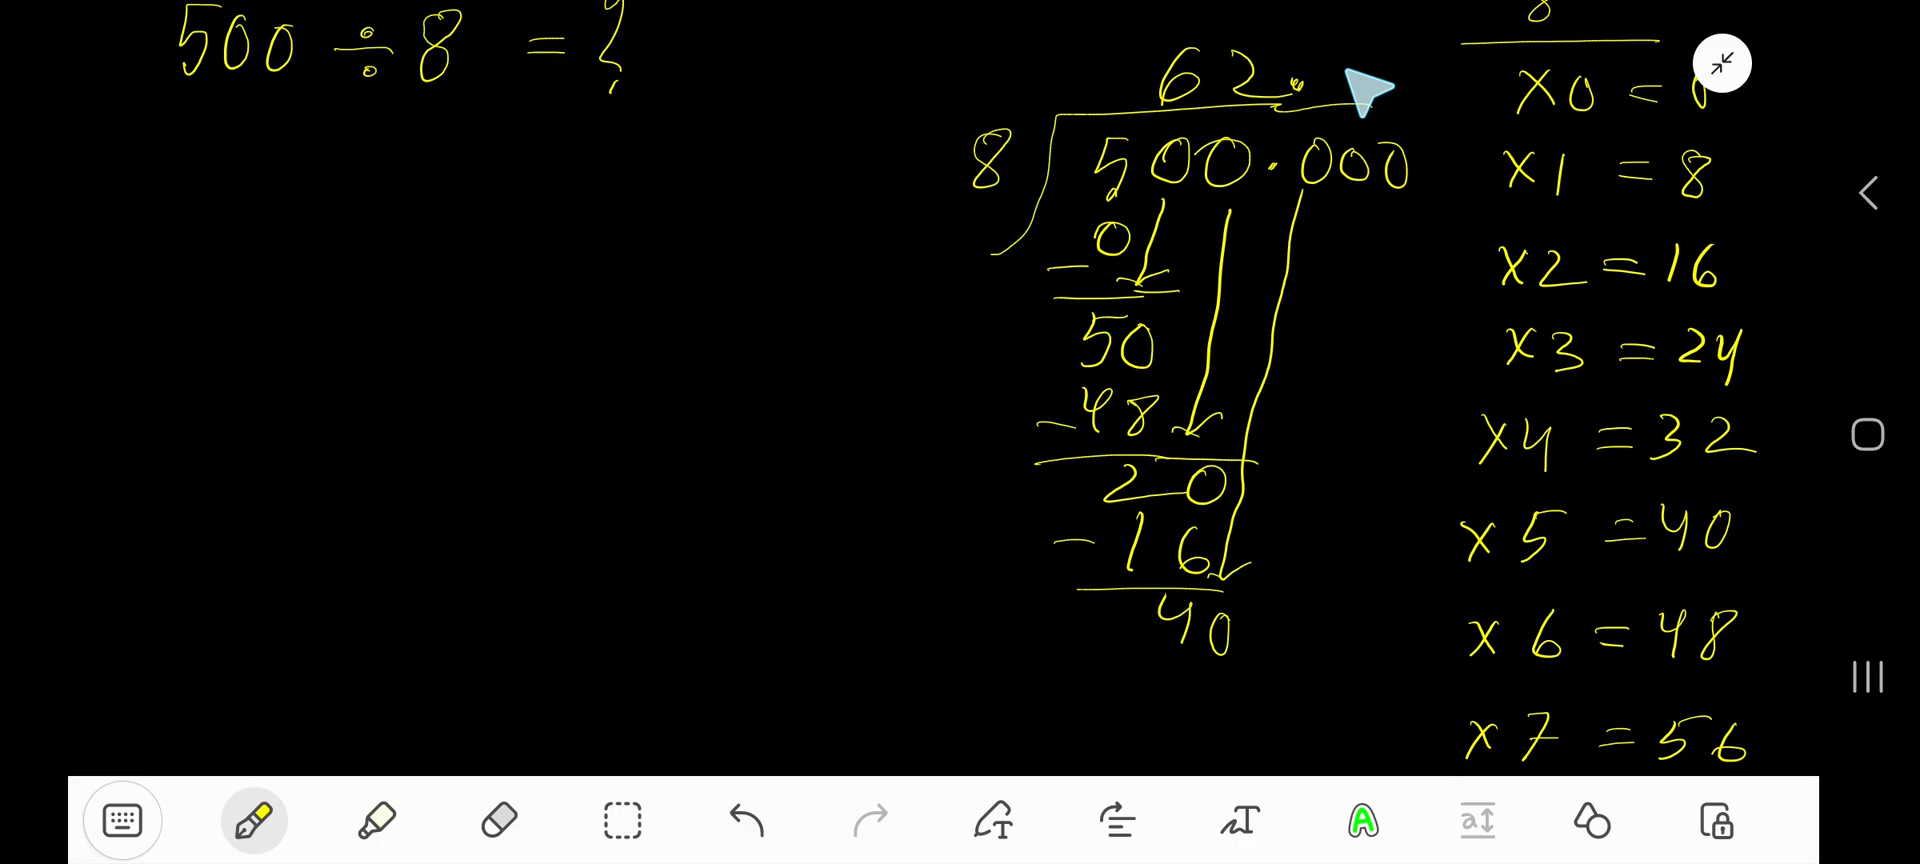 500 ÷ 8 = ?
8
62.
8 500.000
0
50
-48
20
-16
40
x0 =
x1 = 8
x2 = 16
x3 = 24
x4 = 32
x5 = 40
x6 = 48
x7 = 56
T
T
A
a